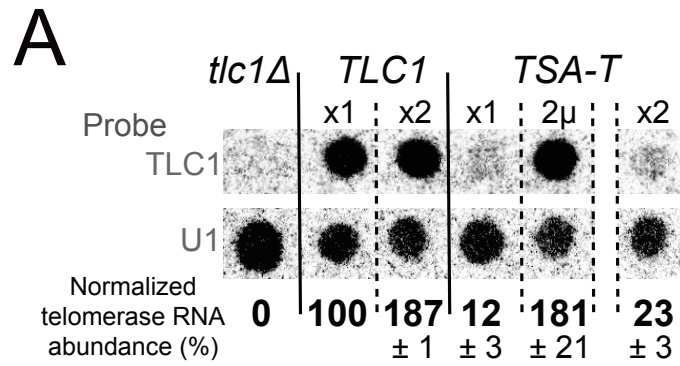 A
tlc1Δ TLC1 TSA-T
x1 x2 x1 2μ x2
Probe
TLC1
U1
Normalized
telomerase RNA 0 100 187 12 181 23
abundance (%) ± 1 ± 3 ± 21 ± 3